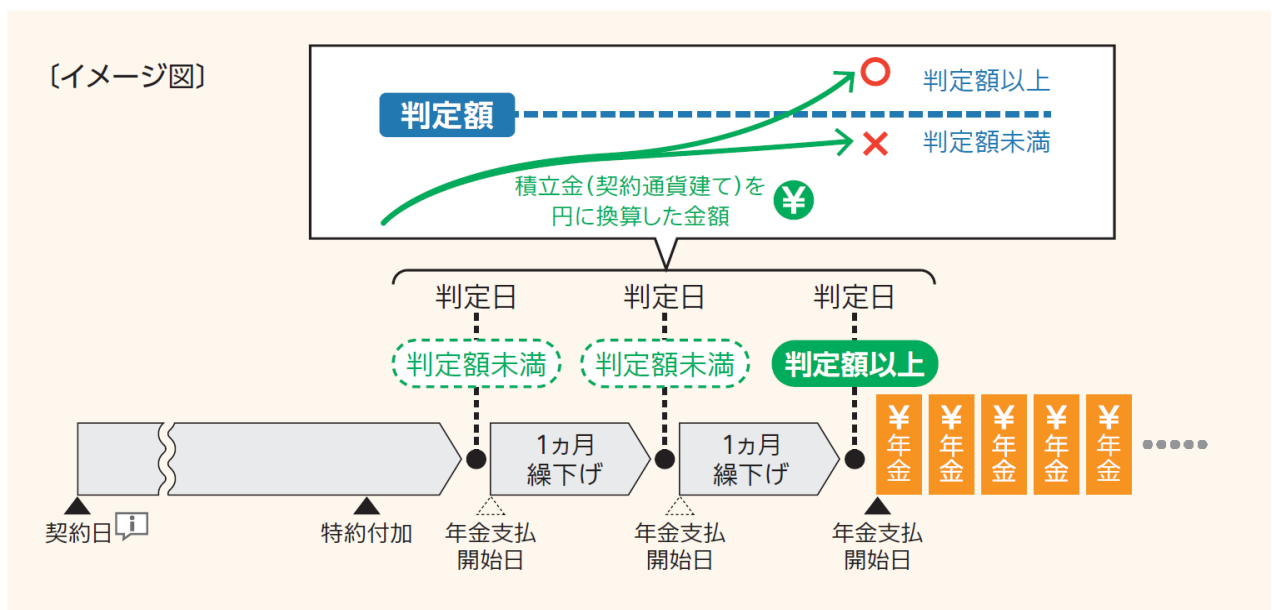 〔イメージ図〕
判定額
判定額以上
判定額未満
積立金(契約通貨建て)を
円に換算した金額
¥
判定日
判定日
判定日
判定額未満
判定額未満
判定額以上
1ヵ月
繰下げ
1ヵ月
繰下げ
¥年金
¥年金
¥年金
¥年金
¥年金
契約日
特約付加
年金支払
開始日
年金支払
開始日
年金支払
開始日